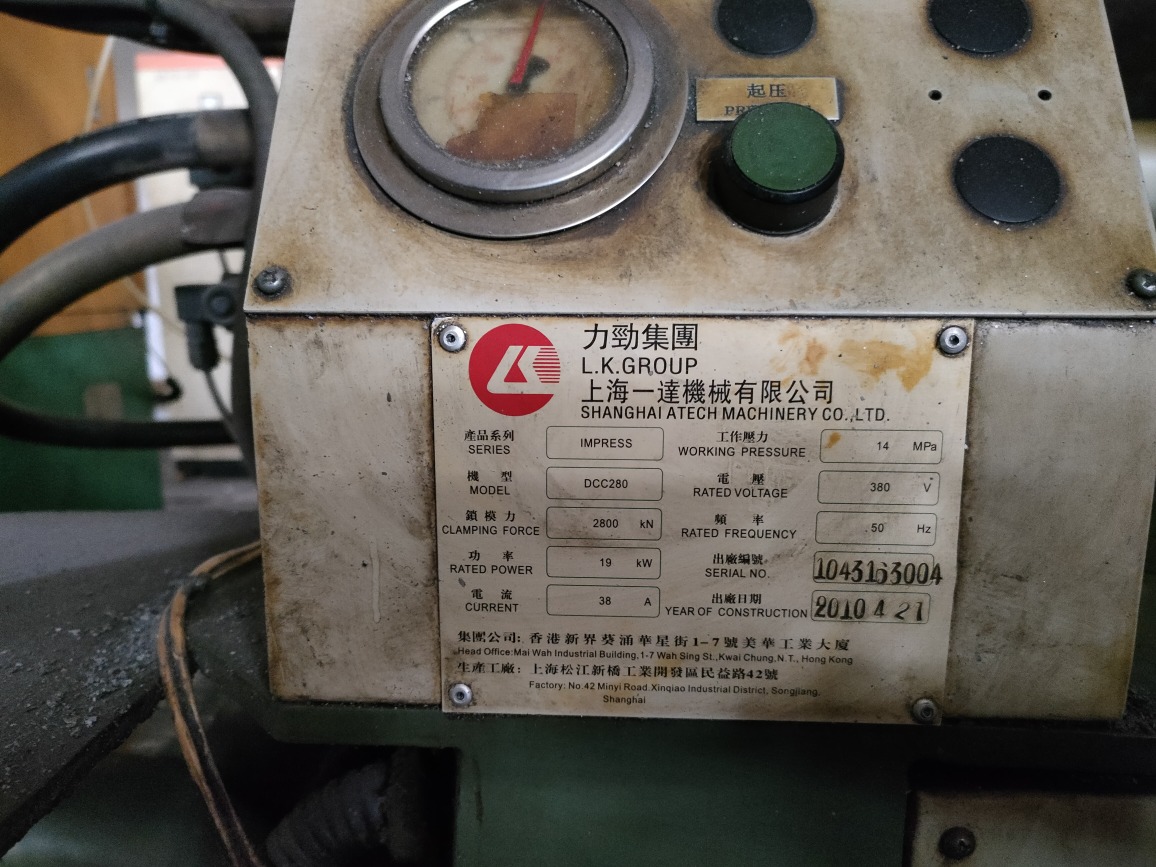 起压
力勁集團
L.K.GROUP
上海一達機械有限公司
SHANGHAI ATECH MACHINERY CO.,LTD.
產品系列 IMPRESS 工作壓力 14 MPa
SERIES WORKING PRESSURE
機 型 DCC280 電 壓 380 V
MODEL RATED VOLTAGE
鎖模力 2800 kN 頻 率 50 Hz
CLAMPING FORCE RATED FREQUENCY
功 率 19 kW 出廠編號 1043163004
RATED POWER SERIAL NO.
電 流 38 A 出廠日期 2010 4 21
CURRENT YEAR OF CONSTRUCTION
集團公司: 香港新界葵涌華星街1-7號美華工業大廈
Head Office:Mai Wah Industrial Building,1-7 Wah Sing St.,Kwai Chung,N.T., Hong Kong
生產工廠: 上海松江新橋工業開發區民益路42號
Factory: No.42 Minyi Road Xinqiao Industrial District, Songjiang,
Shanghai